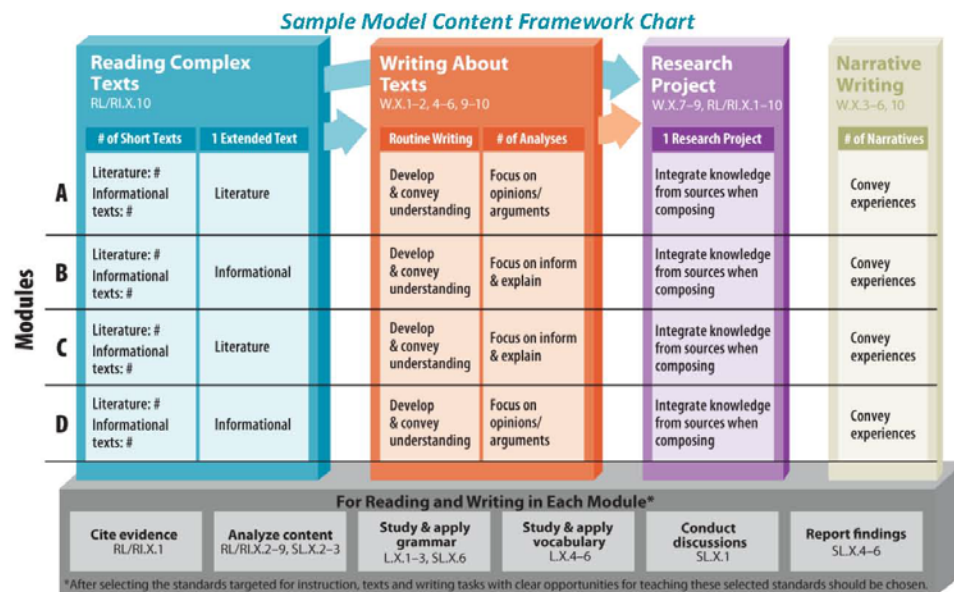 Sample Model Content Framework Chart
Reading Complex
Texts
RL/RI.X.10
Writing About
Texts
W.X.1–2, 4–6, 9–10
Research
Project
W.X.7–9, RL/RI.X.1–10
Narrative
Writing
W.X.3–6, 10
# of Short Texts
1 Extended Text
Routine Writing
# of Analyses
1 Research Project
# of Narratives
Modules
A
Literature: #
Informational
texts: #
Literature
Develop
& convey
understanding
Focus on
opinions/
arguments
Integrate knowledge
from sources when
composing
Convey
experiences
B
Literature: #
Informational
texts: #
Informational
Develop
& convey
understanding
Focus on inform
& explain
Integrate knowledge
from sources when
composing
Convey
experiences
C
Literature: #
Informational
texts: #
Literature
Develop
& convey
understanding
Focus on inform
& explain
Integrate knowledge
from sources when
composing
Convey
experiences
D
Literature: #
Informational
texts: #
Informational
Develop
& convey
understanding
Focus on
opinions/
arguments
Integrate knowledge
from sources when
composing
Convey
experiences
For Reading and Writing in Each Module*
Cite evidence
RL/RI.X.1
Analyze content
RL/RI.X.2–9, SL.X.2–3
Study & apply
grammar
L.X.1–3, SL.X.6
Study & apply
vocabulary
L.X.4–6
Conduct
discussions
SL.X.1
Report findings
SL.X.4–6
*After selecting the standards targeted for instruction, texts and writing tasks with clear opportunities for teaching these selected standards should be chosen.